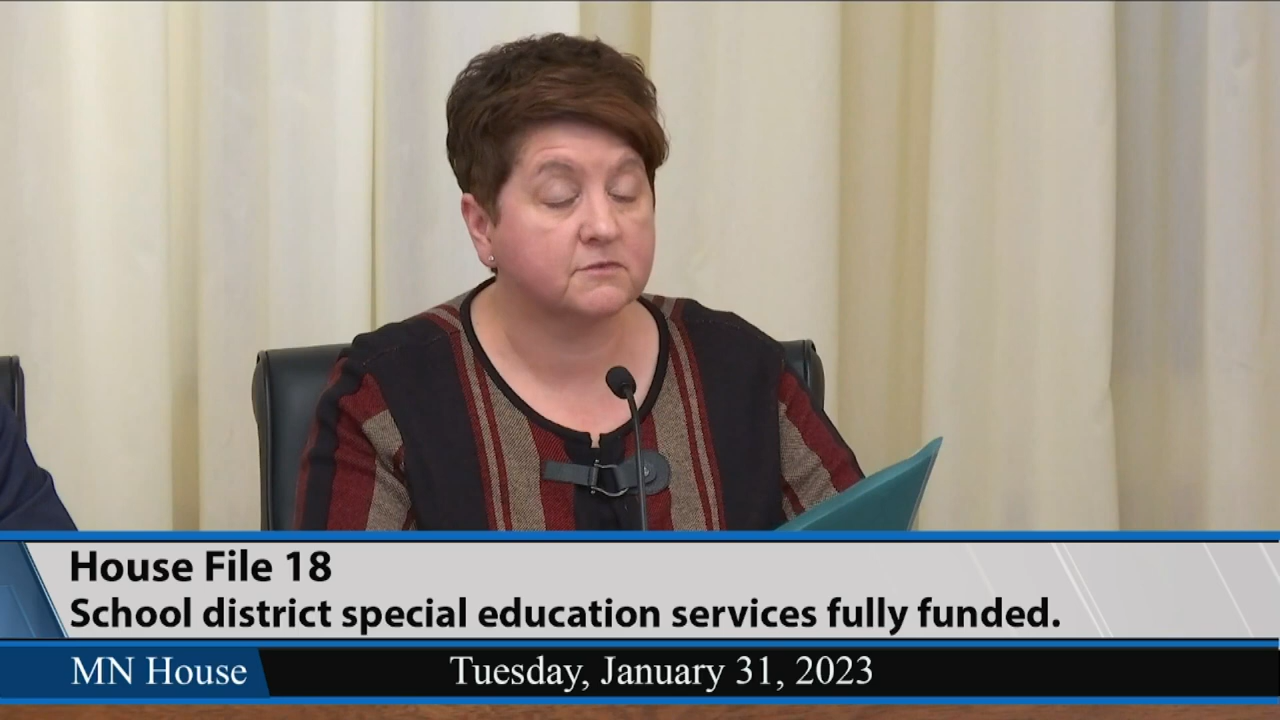 House File 18
School district special education services fully funded.
MN House
Tuesday, January 31, 2023